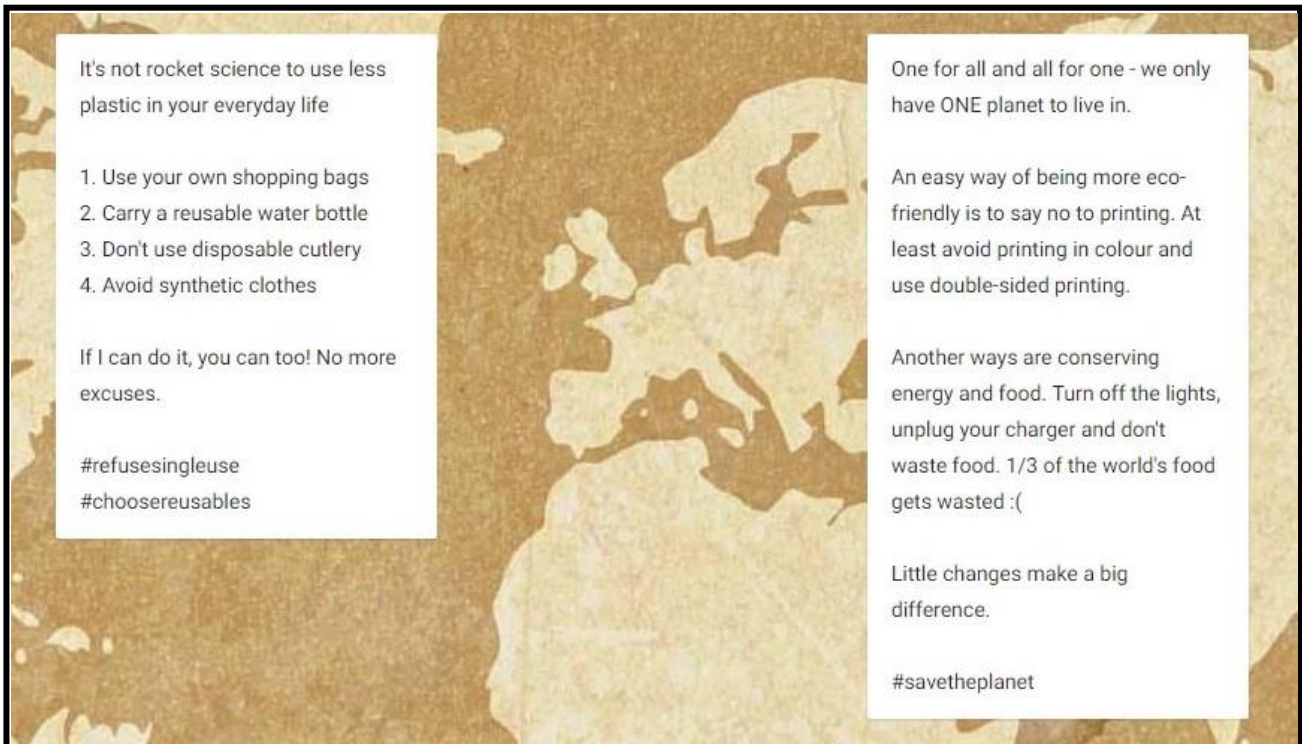 It's not rocket science to use less
plastic in your everyday life
1. Use your own shopping bags
2. Carry a reusable water bottle
3. Don't use disposable cutlery
4. Avoid synthetic clothes
If I can do it, you can too! No more
excuses.
#refusesingleuse
#choosereusables
One for all and all for one - we only
have ONE planet to live in.
An easy way of being more eco-
friendly is to say no to printing. At
least avoid printing in colour and
use double-sided printing.
Another ways are conserving
energy and food. Turn off the lights,
unplug your charger and don't
waste food. 1/3 of the world's food
gets wasted :(
Little changes make a big
difference.
#savetheplanet